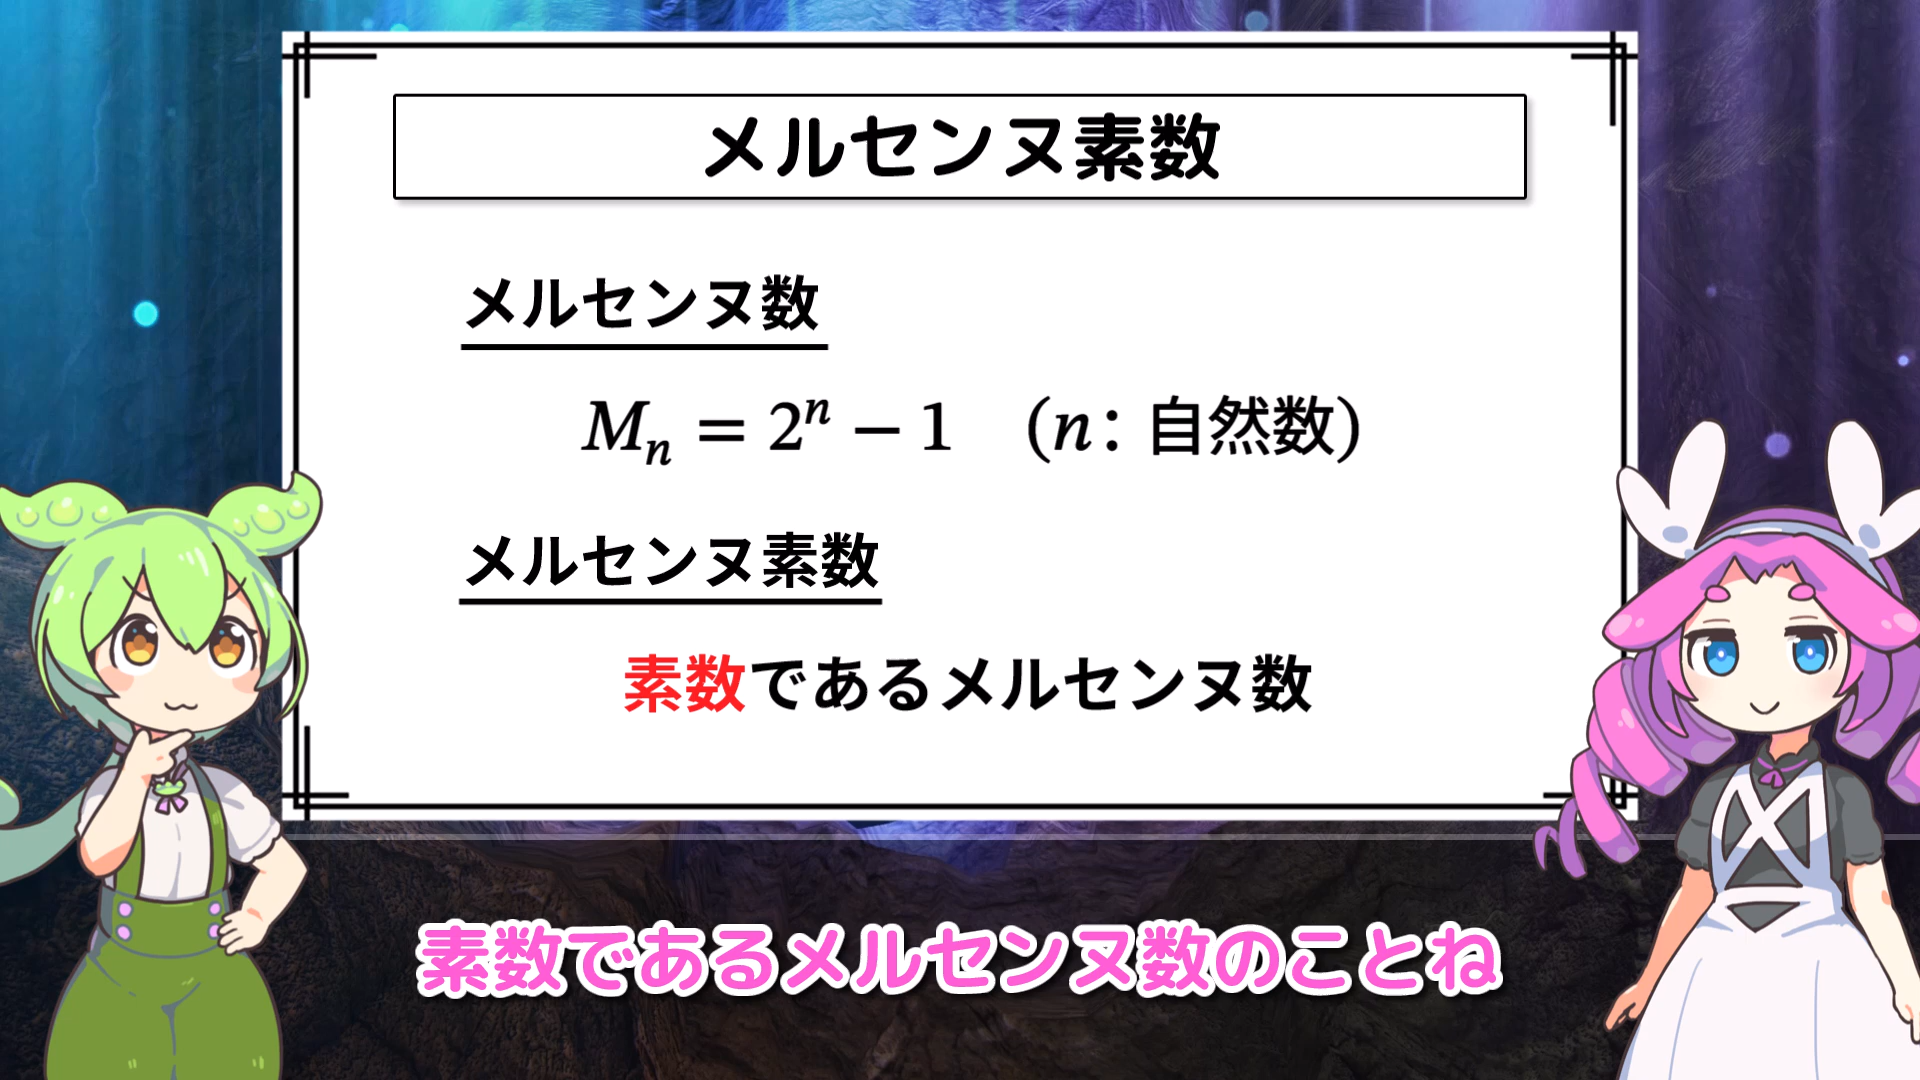 メルセンヌ素数
メルセンヌ数
Mₙ = 2ⁿ − 1 (n: 自然数)
メルセンヌ素数
素数であるメルセンヌ数
素数であるメルセンヌ数のことね